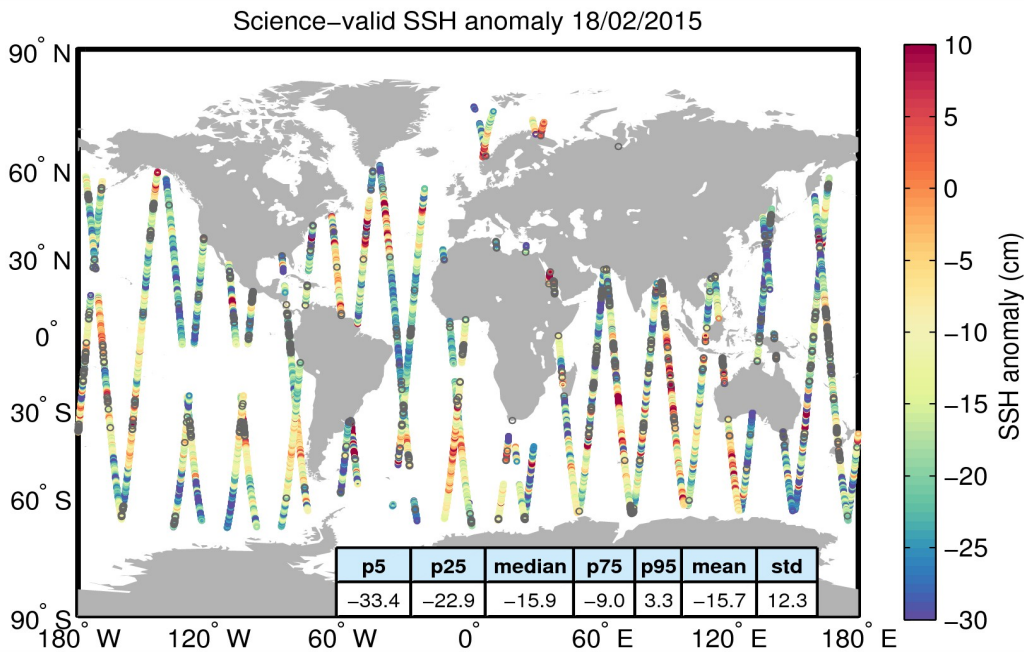 Science−valid SSH anomaly 18/02/2015
90° N
60° N
30° N
0°
30° S
60° S
90° S
180° W 120° W 60° W 0° 60° E 120° E 180° E
p5 p25 median p75 p95 mean std
−33.4 −22.9 −15.9 −9.0 3.3 −15.7 12.3
10
5
0
−5
−10
−15
−20
−25
−30
SSH anomaly (cm)